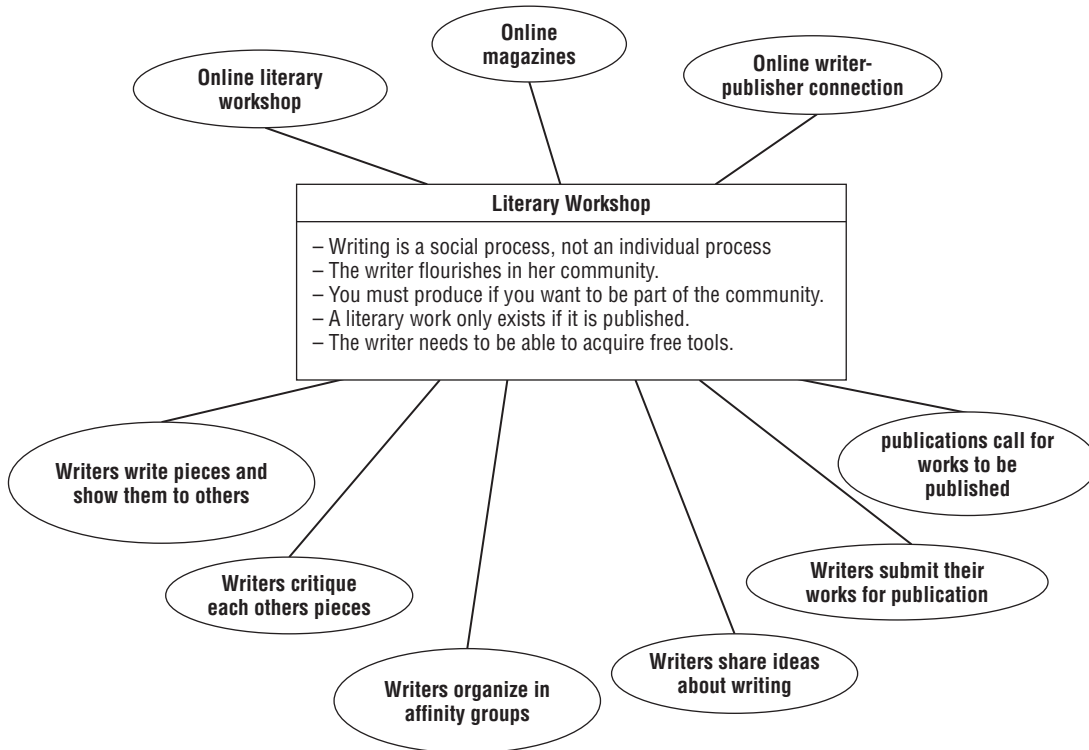 Online
magazines
Online literary
workshop
Online writer-
publisher connection
Literary Workshop
– Writing is a social process, not an individual process
– The writer flourishes in her community.
– You must produce if you want to be part of the community.
– A literary work only exists if it is published.
– The writer needs to be able to acquire free tools.
Writers write pieces and
show them to others
publications call for
works to be
published
Writers critique
each others pieces
Writers submit their
works for publication
Writers organize in
affinity groups
Writers share ideas
about writing